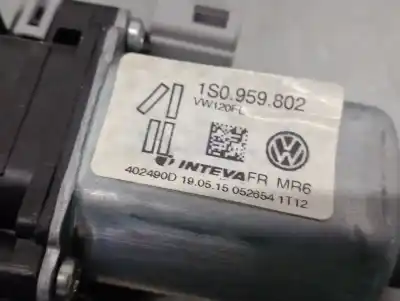 1S0.959.802
VW120FL
INTEVA FR MR6
402490D 19.05.15 052654 1T12